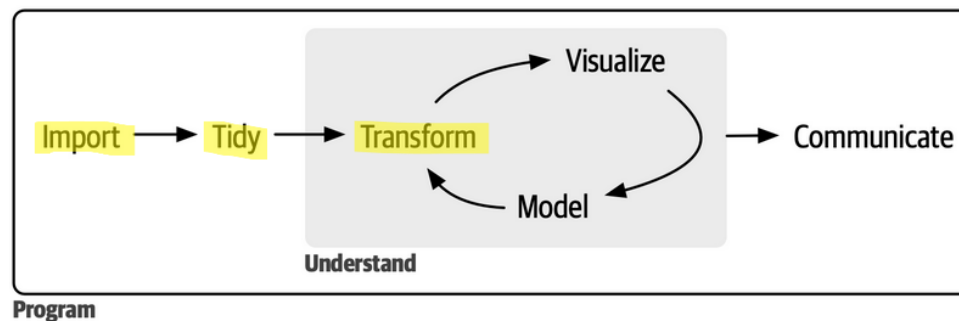 Visualize
Import
Tidy
Transform
Communicate
Model
Understand
Program